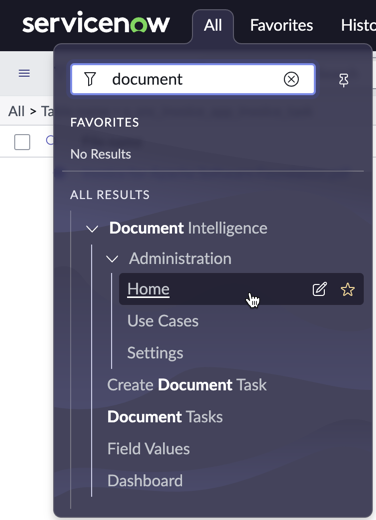 servicenow All Favorites Histo
document
All > Ta
FAVORITES
No Results
ALL RESULTS
Document Intelligence
Administration
Home
Use Cases
Settings
Create Document Task
Document Tasks
Field Values
Dashboard